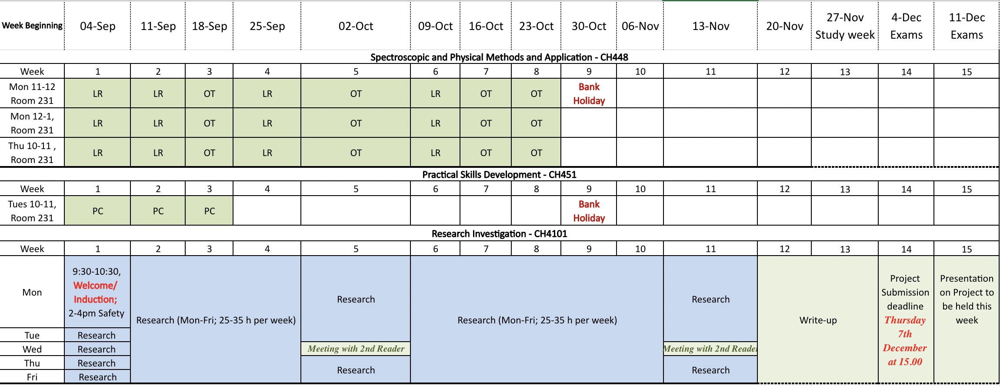 Week Beginning 04-Sep 11-Sep 18-Sep 25-Sep 02-Oct 09-Oct 16-Oct 23-Oct 30-Oct 06-Nov 13-Nov 20-Nov 27-Nov Study week 4-Dec Exams 11-Dec Exams
Spectroscopic and Physical Methods and Application - CH448
Week 1 2 3 4 5 6 7 8 9 10 11 12 13 14 15
Mon 11-12 Room 231 LR LR OT LR OT LR OT OT Bank Holiday
Mon 12-1, Room 231 LR LR OT LR OT LR OT OT
Thu 10-11 , Room 231 LR LR OT LR OT LR OT OT
Practical Skills Development - CH451
Week 1 2 3 4 5 6 7 8 9 10 11 12 13 14 15
Tues 10-11, Room 231 PC PC PC Bank Holiday
Research Investigation - CH4101
Week 1 2 3 4 5 6 7 8 9 10 11 12 13 14 15
Mon
9:30-10:30,
Welcome/
Induction;
2-4pm Safety
Research (Mon-Fri; 25-35 h per week)
Research
Research (Mon-Fri; 25-35 h per week)
Research
Write-up
Project
Submission
deadline
Thursday
7th
December
at 15.00
Presentation
on Project to
be held this
week
Tue Research
Wed Research Meeting with 2nd Reader Meeting with 2nd Reader
Thu Research Research Research
Fri Research